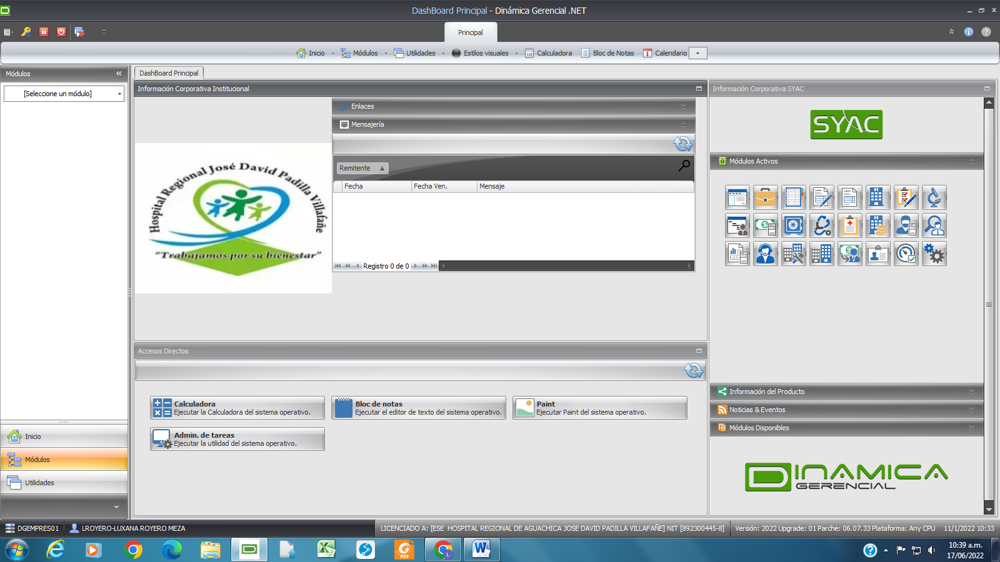 DashBoard Principal - Dinámica Gerencial .NET
Principal
Inicio
Módulos
Utilidades
Estilos visuales
Calculadora
Bloc de Notas
1
Calendario
Módulos
[Seleccione un módulo]
Inicio
Módulos
Utilidades
DashBoard Principal
Información Corporativa Institucional
Hospital Regional José David Padilla Villafañe
"Trabajamos por su bienestar"
Enlaces
Mensajería
Remitente
Fecha
Fecha Ven.
Mensaje
Registro 0 de 0
Accesos Directos
Calculadora
Ejecutar la Calculadora del sistema operativo.
Bloc de notas
Ejecutar el editor de texto del sistema operativo.
Paint
Ejecutar Paint del sistema operativo.
Admin. de tareas
Ejecutar la utilidad del sistema operativo.
Información Corporativa SYAC
SYAC
Módulos Activos
Información del Producto
Noticias & Eventos
Módulos Disponibles
DINAMICA
GERENCIAL
DGEMPRES01
LROYERO-LUXANA ROYERO MEZA
LICENCIADO A: [ESE HOSPITAL REGIONAL DE AGUACHICA JOSE DAVID PADILLA VILLAFAÑE] NIT [892300445-8]
Versión: 2022 Upgrade: 01 Parche: 06.07.33 Plataforma: Any CPU
11/1/2022 10:33
PDF
L
10:39 a.m.
17/06/2022